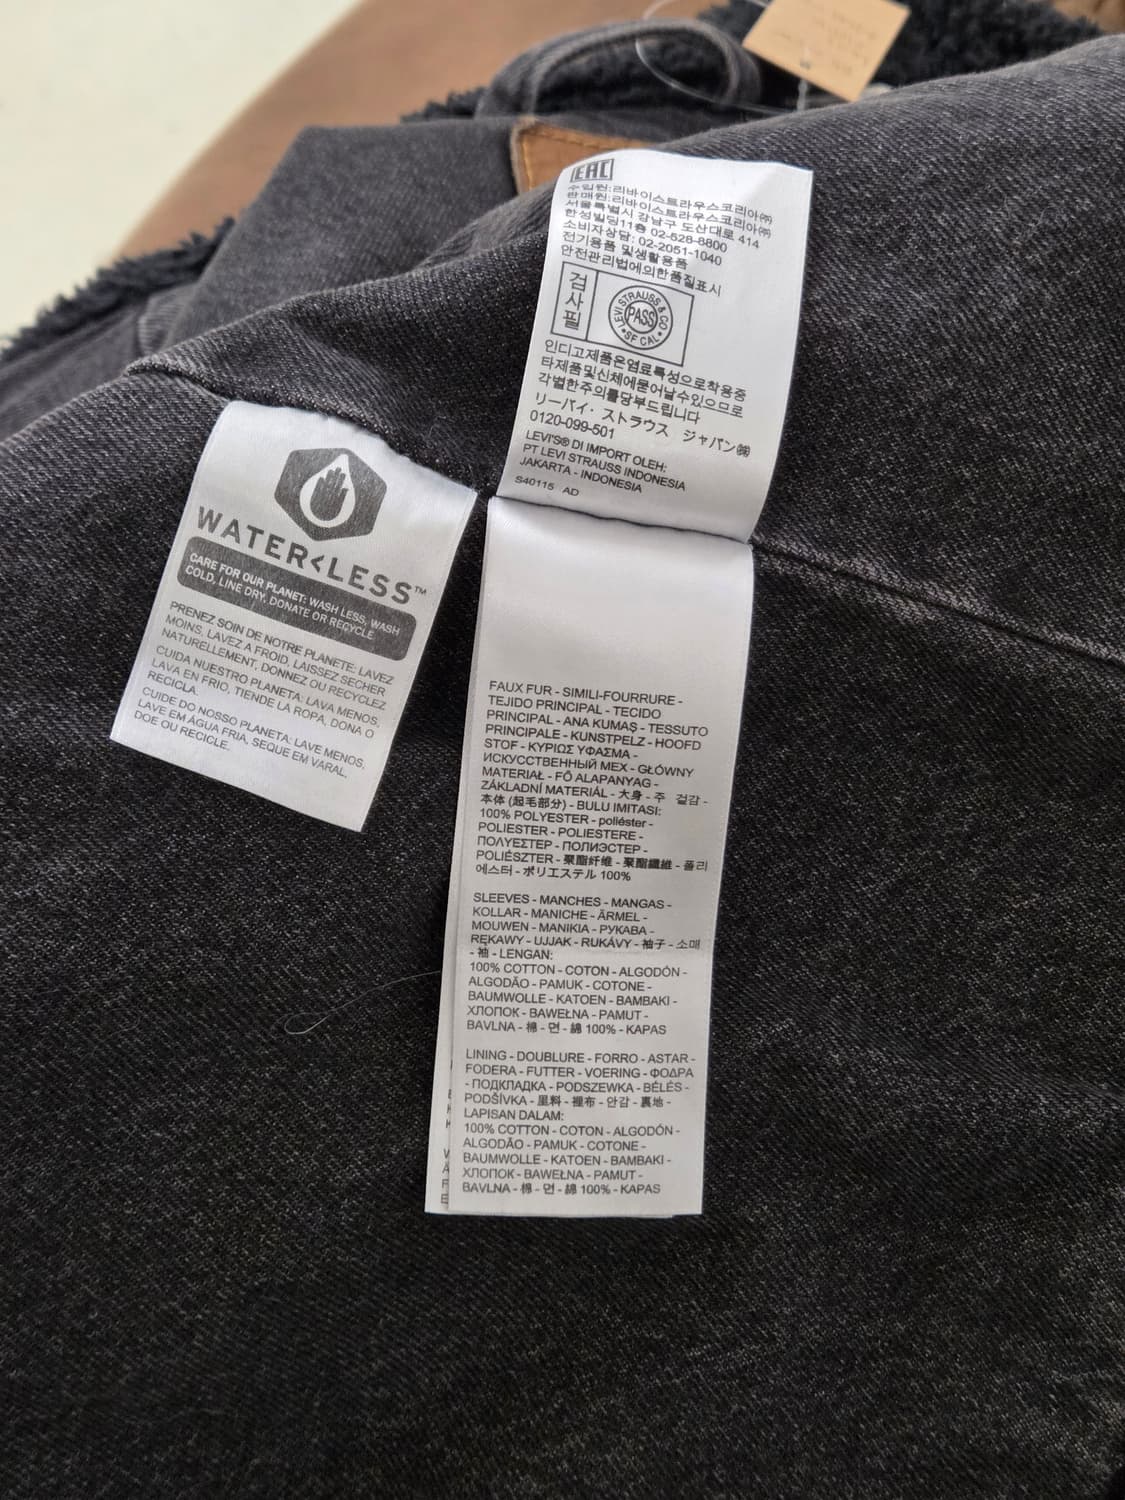 EAC
수입원:리바이스트라우스코리아㈜
판매원:리바이스트라우스코리아㈜
서울특별시 강남구 도산대로 414
한성빌딩11층 02-528-8800
소비자상담: 02-2051-1040
전기용품 및생활용품
안전관리법에의한품질표시
검사필
LEVI STRAUSS & CO
PASS
SF CAL
인디고제품은염료특성으로착용중
타제품및신체에묻어날수있으므로
각별한주의를당부드립니다
リーバイ・ストラウス ジャパン㈱
0120-099-501
LEVI'S® DI IMPORT OLEH:
PT LEVI STRAUSS INDONESIA
JAKARTA - INDONESIA
S40115 AD
WATER<LESS™
CARE FOR OUR PLANET: WASH LESS, WASH
COLD, LINE DRY, DONATE OR RECYCLE
PRENEZ SOIN DE NOTRE PLANÈTE: LAVEZ
MOINS, LAVEZ A FROID, LAISSEZ SECHER
NATURELLEMENT, DONNEZ OU RECYCLEZ
CUIDA NUESTRO PLANETA: LAVA MENOS,
LAVA EN FRIO, TIENDE LA ROPA, DONA O
RECICLA.
CUIDE DO NOSSO PLANETA: LAVE MENOS,
LAVE EM ÁGUA FRIA, SEQUE EM VARAL,
DOE OU RECICLE.
FAUX FUR - SIMILI-FOURRURE -
TEJIDO PRINCIPAL - TECIDO
PRINCIPAL - ANA KUMAŞ - TESSUTO
PRINCIPALE - KUNSTPELZ - HOOFD
STOF - ΚΥΡΙΟΣ ΥΦΑΣΜΑ -
ИСКУССТВЕННЫЙ МЕХ - GŁÓWNY
MATERIAŁ - FŐ ALAPANYAG -
ZÁKLADNÍ MATERIÁL - 大身 - 주 겉감 -
本体 (起毛部分) - BULU IMITASI:
100% POLYESTER - poliéster -
POLIESTER - POLIESTERE -
ΠΟΛΥΕΣΤΕΡ - ПОЛИЭСТЕР -
POLIÉSZTER - 聚酯纤维 - 聚酯纖維 - 폴리
에스터 - ポリエステル 100%
SLEEVES - MANCHES - MANGAS -
KOLLAR - MANICHE - ÄRMEL -
MOUWEN - ΜΑΝΙΚΙΑ - РУКАВА -
RĘKAWY - UJJAK - RUKÁVY - 袖子 - 소매
- 袖 - LENGAN:
100% COTTON - COTON - ALGODÓN -
ALGODÃO - PAMUK - COTONE -
BAUMWOLLE - KATOEN - ΒΑΜΒΑΚΙ -
ХЛОПОК - BAWEŁNA - PAMUT -
BAVLNA - 棉 - 면 - 綿 100% - KAPAS
LINING - DOUBLURE - FORRO - ASTAR -
FODERA - FUTTER - VOERING - ΦΟΔΡΑ
- ПОДКЛАДКА - PODSZEWKA - BÉLÉS -
PODŠÍVKA - 里料 - 裡布 - 안감 - 裏地 -
LAPISAN DALAM:
100% COTTON - COTON - ALGODÓN -
ALGODÃO - PAMUK - COTONE -
BAUMWOLLE - KATOEN - ΒΑΜΒΑΚΙ -
ХЛОПОК - BAWEŁNA - PAMUT -
BAVLNA - 棉 - 면 - 綿 100% - KAPAS